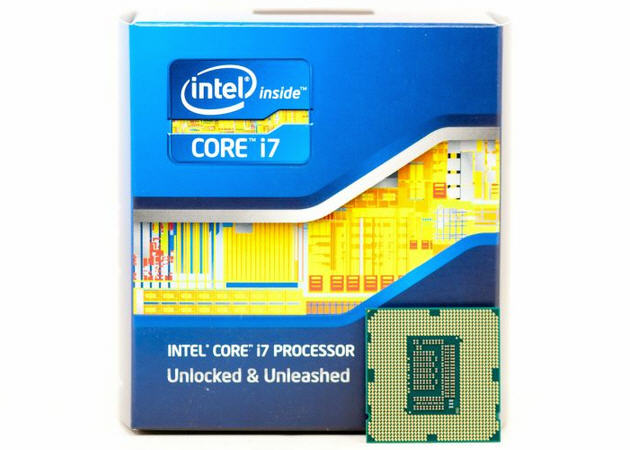 intel inside™
CORE™ i7
INTEL® CORE™ i7 PROCESSOR
Unlocked & Unleashed